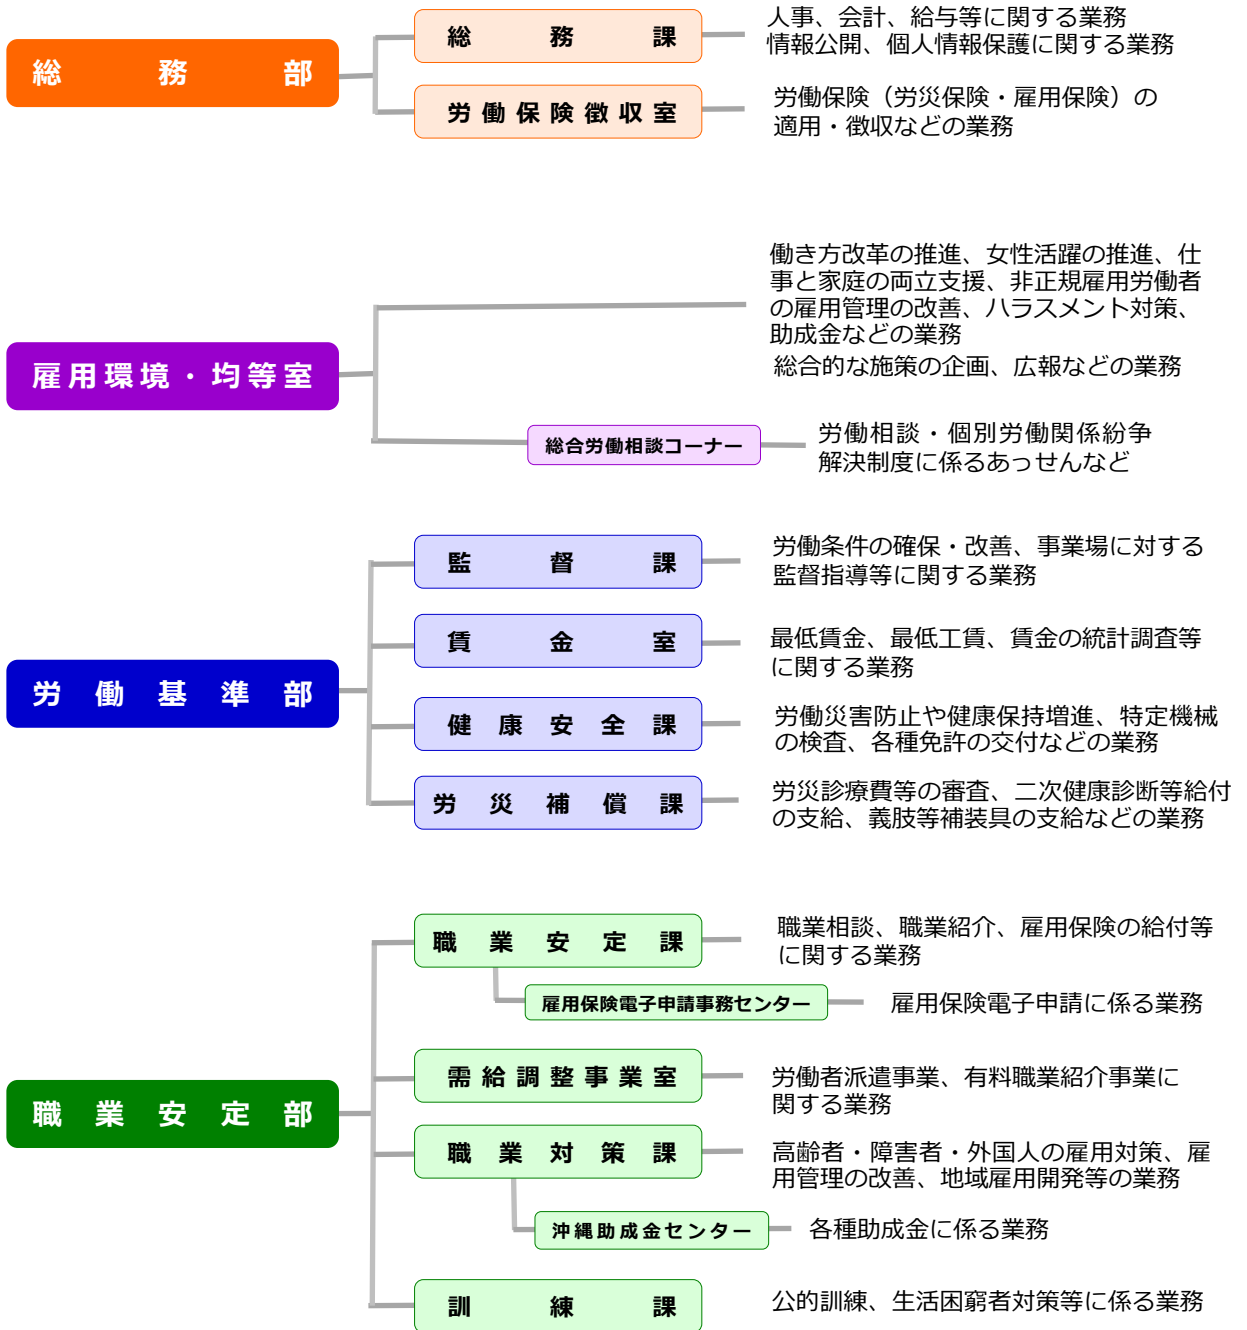 総務部
総務課
人事、会計、給与等に関する業務
情報公開、個人情報保護に関する業務
労働保険徴収室
労働保険（労災保険・雇用保険）の
適用・徴収などの業務
雇用環境・均等室
働き方改革の推進、女性活躍の推進、仕
事と家庭の両立支援、非正規雇用労働者
の雇用管理の改善、ハラスメント対策、
助成金などの業務
総合的な施策の企画、広報などの業務
総合労働相談コーナー
労働相談・個別労働関係紛争
解決制度に係るあっせんなど
労働基準部
監督課
労働条件の確保・改善、事業場に対する
監督指導等に関する業務
賃金室
最低賃金、最低工賃、賃金の統計調査等
に関する業務
健康安全課
労働災害防止や健康保持増進、特定機械
の検査、各種免許の交付などの業務
労災補償課
労災診療費等の審査、二次健康診断等給付
の支給、義肢等補装具の支給などの業務
職業安定部
職業安定課
職業相談、職業紹介、雇用保険の給付等
に関する業務
雇用保険電子申請事務センター
雇用保険電子申請に係る業務
需給調整事業室
労働者派遣事業、有料職業紹介事業に
関する業務
職業対策課
高齢者・障害者・外国人の雇用対策、雇
用管理の改善、地域雇用開発等の業務
沖縄助成金センター
各種助成金に係る業務
訓練課
公的訓練、生活困窮者対策等に係る業務